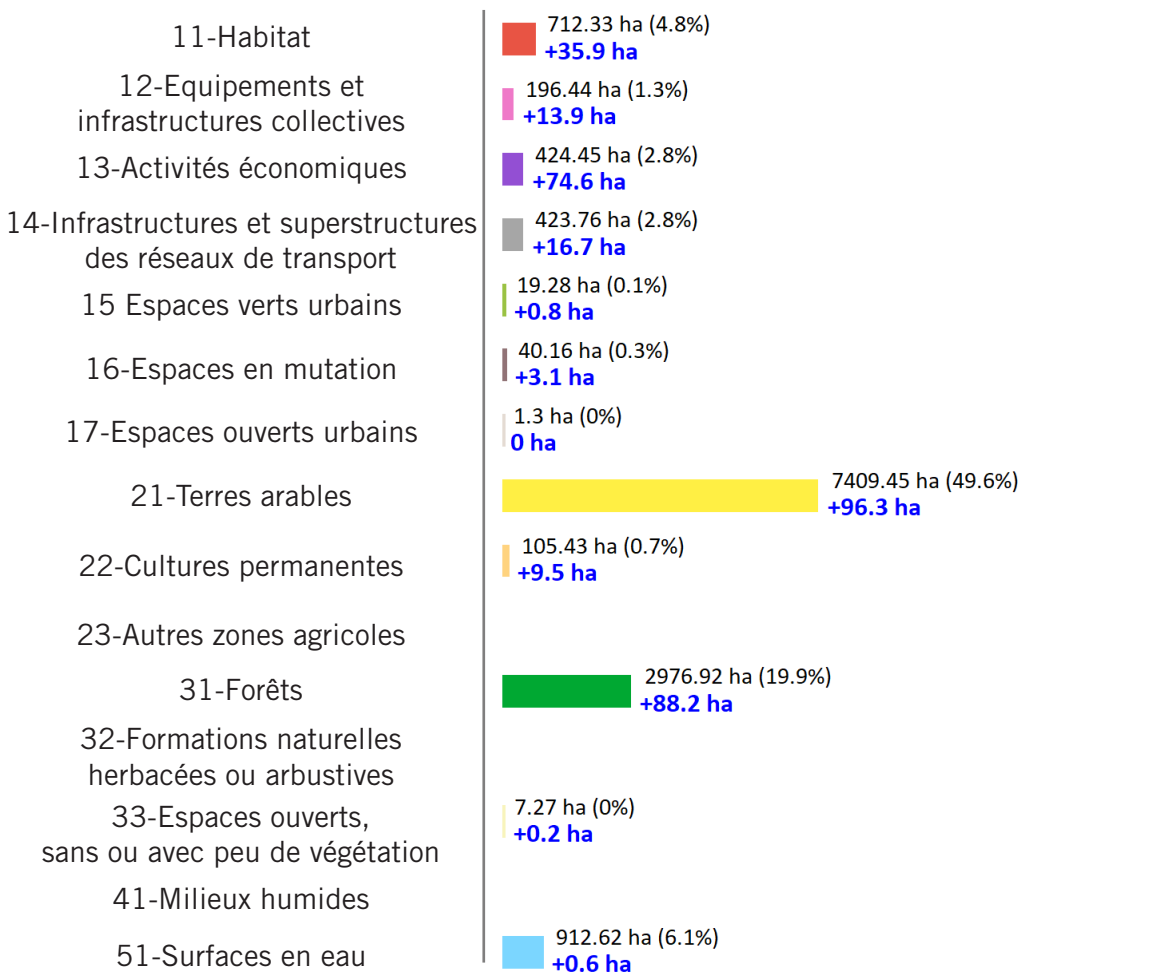 11-Habitat
712.33 ha (4.8%)
+35.9 ha
12-Equipements et
infrastructures collectives
196.44 ha (1.3%)
+13.9 ha
13-Activités économiques
424.45 ha (2.8%)
+74.6 ha
14-Infrastructures et superstructures
des réseaux de transport
423.76 ha (2.8%)
+16.7 ha
15 Espaces verts urbains
19.28 ha (0.1%)
+0.8 ha
16-Espaces en mutation
40.16 ha (0.3%)
+3.1 ha
17-Espaces ouverts urbains
1.3 ha (0%)
0 ha
21-Terres arables
7409.45 ha (49.6%)
+96.3 ha
22-Cultures permanentes
105.43 ha (0.7%)
+9.5 ha
23-Autres zones agricoles
31-Forêts
2976.92 ha (19.9%)
+88.2 ha
32-Formations naturelles
herbacées ou arbustives
33-Espaces ouverts,
sans ou avec peu de végétation
7.27 ha (0%)
+0.2 ha
41-Milieux humides
51-Surfaces en eau
912.62 ha (6.1%)
+0.6 ha